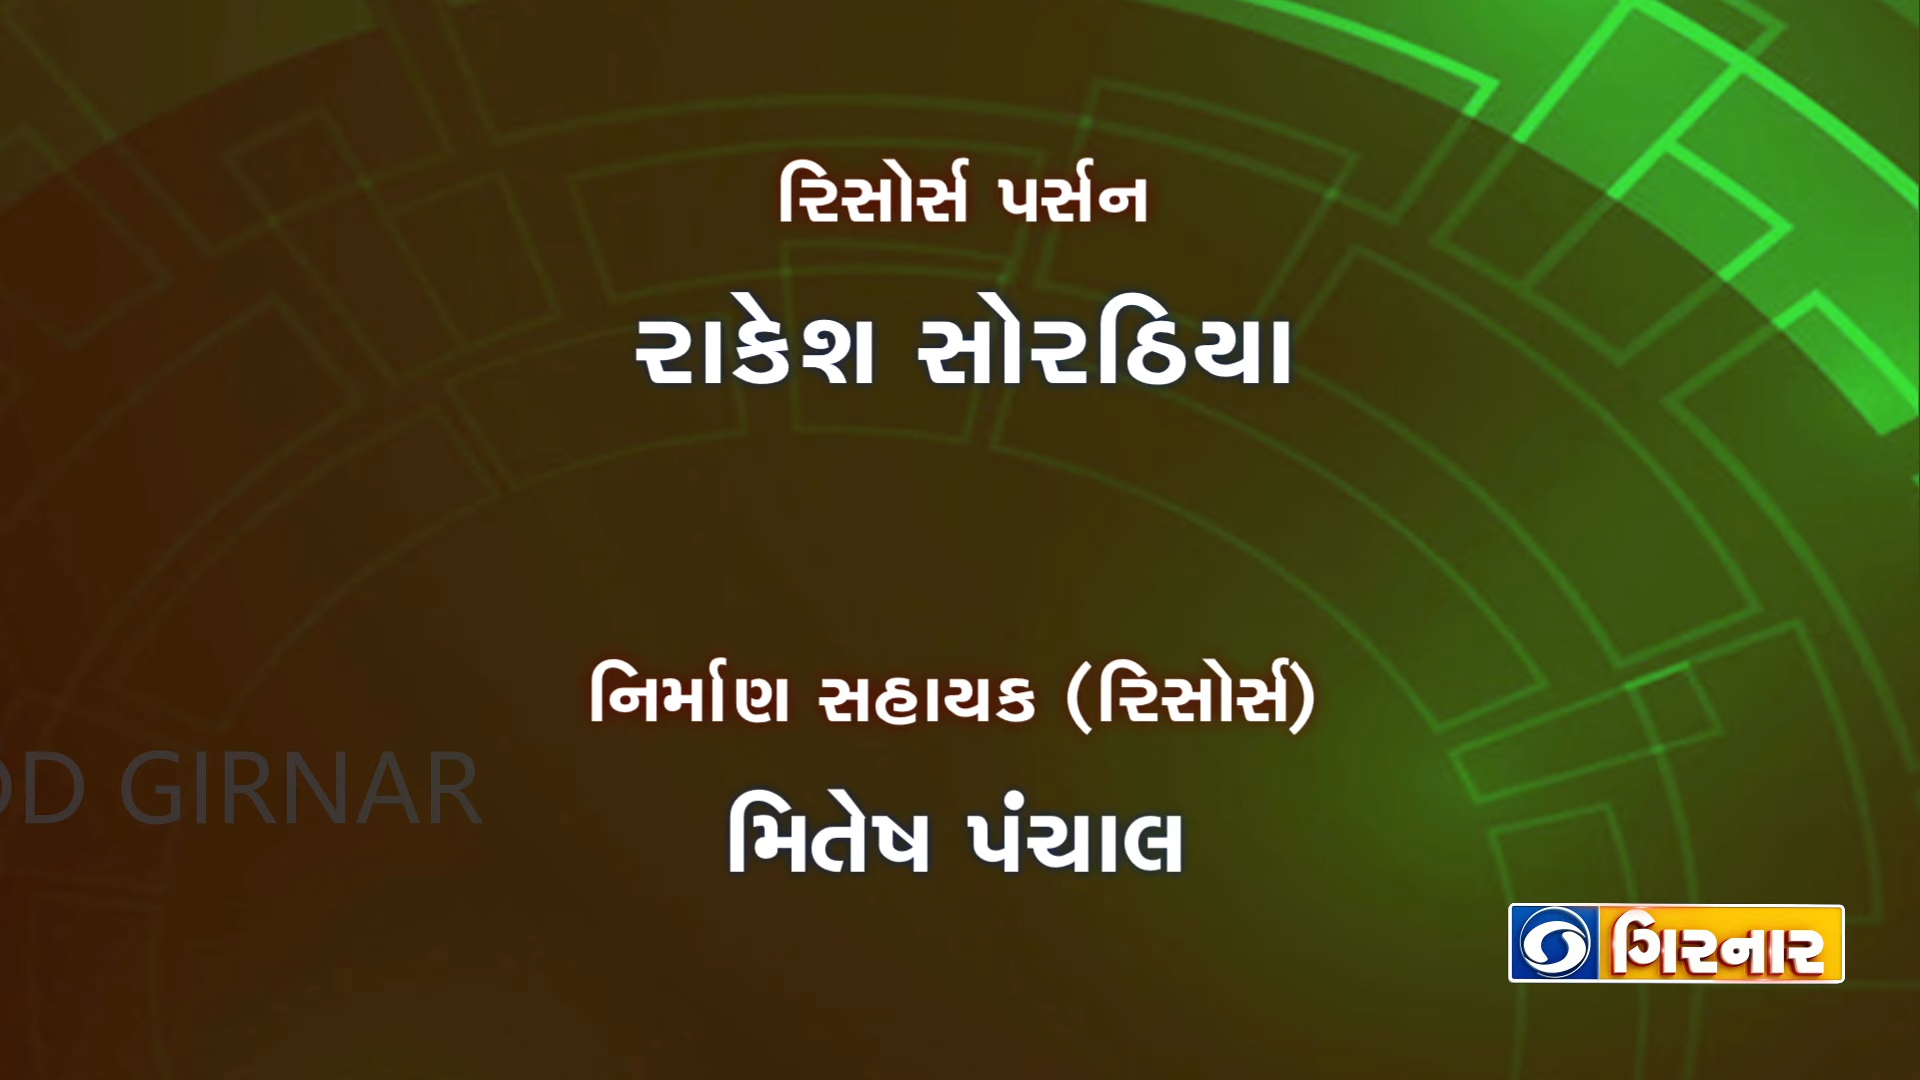 રિસોર્સ પર્સન
રાકેશ સોરઠિયા
નિર્માણ સહાયક (રિસોર્સ)
DD GIRNAR
મિતેષ પંચાલ
ગિરનાર